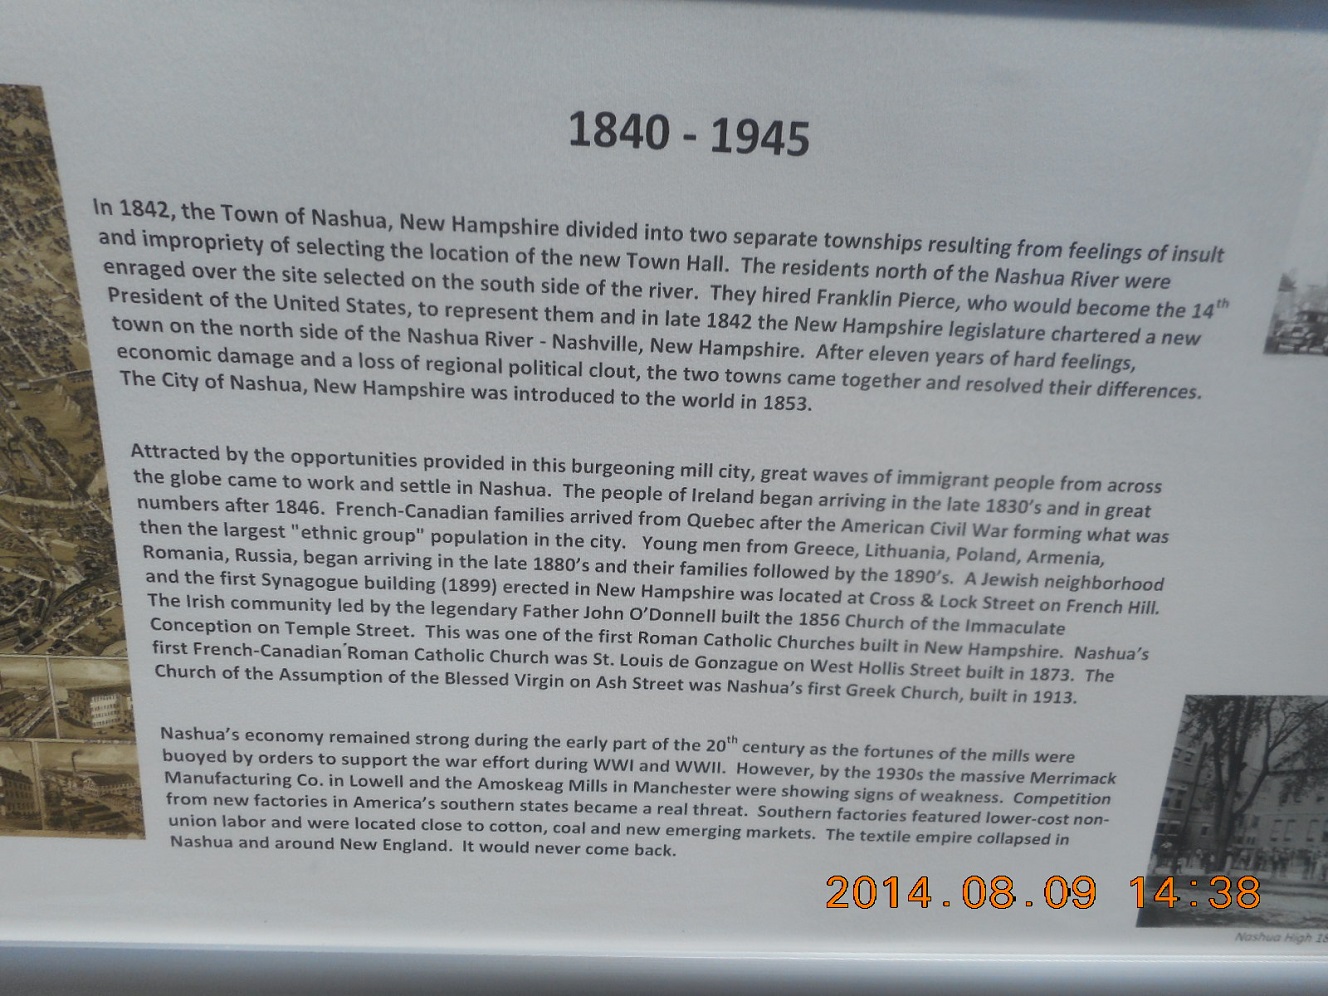 1840 - 1945
In 1842, the Town of Nashua, New Hampshire divided into two separate townships resulting from feelings of insult
and impropriety of selecting the location of the new Town Hall. The residents north of the Nashua River were
enraged over the site selected on the south side of the river. They hired Franklin Pierce, who would become the 14th
President of the United States, to represent them and in late 1842 the New Hampshire legislature chartered a new
town on the north side of the Nashua River - Nashville, New Hampshire. After eleven years of hard feelings,
economic damage and a loss of regional political clout, the two towns came together and resolved their differences.
The City of Nashua, New Hampshire was introduced to the world in 1853.
Attracted by the opportunities provided in this burgeoning mill city, great waves of immigrant people from across
the globe came to work and settle in Nashua. The people of Ireland began arriving in the late 1830's and in great
numbers after 1846. French-Canadian families arrived from Quebec after the American Civil War forming what was
then the largest "ethnic group" population in the city. Young men from Greece, Lithuania, Poland, Armenia,
Romania, Russia, began arriving in the late 1880's and their families followed by the 1890's. A Jewish neighborhood
and the first Synagogue building (1899) erected in New Hampshire was located at Cross & Lock Street on French Hill.
The Irish community led by the legendary Father John O'Donnell built the 1856 Church of the Immaculate
Conception on Temple Street. This was one of the first Roman Catholic Churches built in New Hampshire. Nashua's
first French-Canadian Roman Catholic Church was St. Louis de Gonzague on West Hollis Street built in 1873. The
Church of the Assumption of the Blessed Virgin on Ash Street was Nashua's first Greek Church, built in 1913.
Nashua's economy remained strong during the early part of the 20th century as the fortunes of the mills were
buoyed by orders to support the war effort during WWI and WWII. However, by the 1930s the massive Merrimack
Manufacturing Co. in Lowell and the Amoskeag Mills in Manchester were showing signs of weakness. Competition
from new factories in America's southern states became a real threat. Southern factories featured lower-cost non-
union labor and were located close to cotton, coal and new emerging markets. The textile empire collapsed in
Nashua and around New England. It would never come back.
2014.08.09 14:38
Nashua High